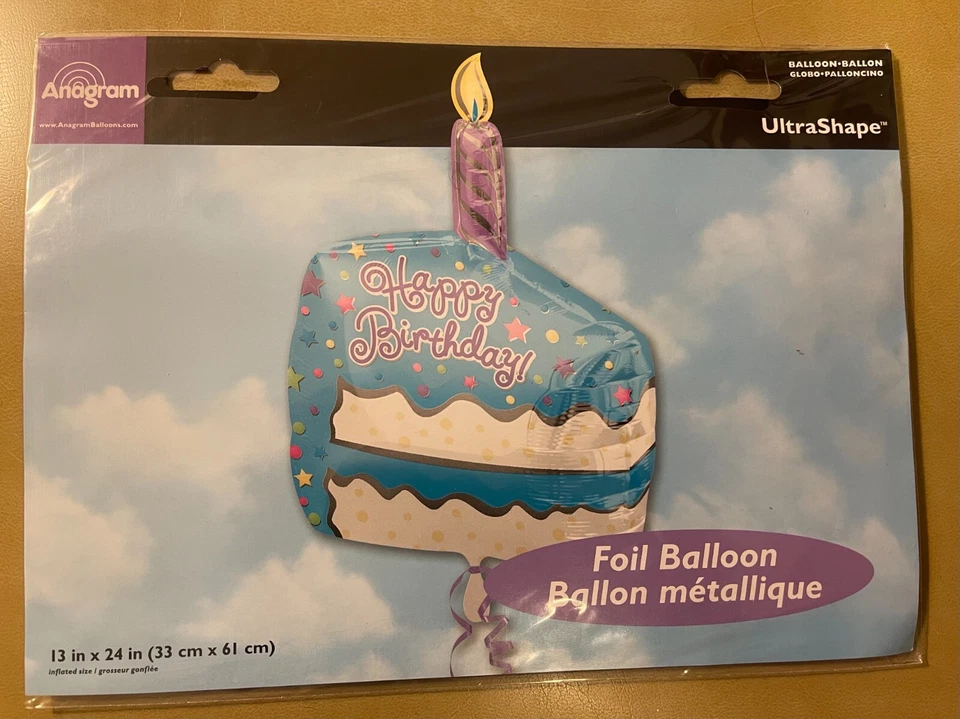 Anagram
www.AnagramBalloons.com
BALLOON•BALLON
GLOBO•PALLONCINO
UltraShape™
Happy
Birthday!
Foil Balloon
Ballon métallique
13 in x 24 in (33 cm x 61 cm)
inflated size / grosseur gonflée